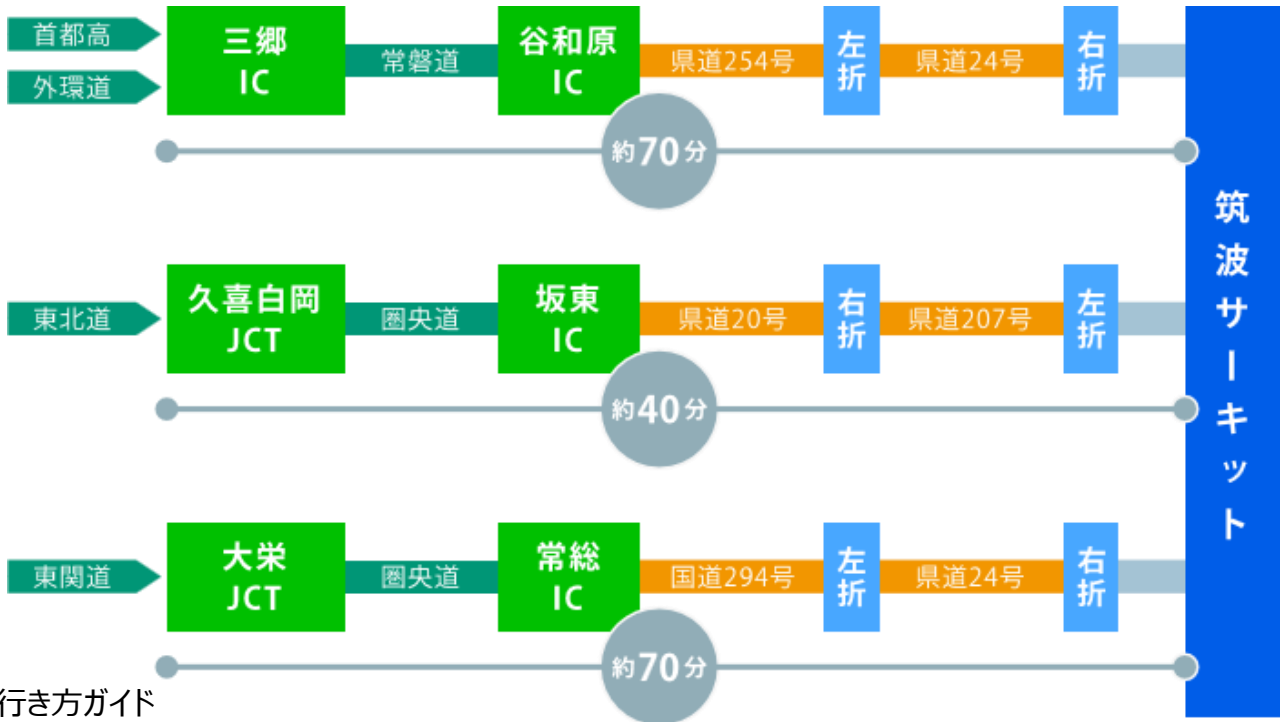 首都高
外環道
三郷
IC
常磐道
谷和原
IC
県道254号
左折
県道24号
右折
約70分
東北道
久喜白岡
JCT
圏央道
坂東
IC
県道20号
右折
県道207号
左折
約40分
東関道
大栄
JCT
圏央道
常総
IC
国道294号
左折
県道24号
右折
約70分
筑波サーキット
行き方ガイド